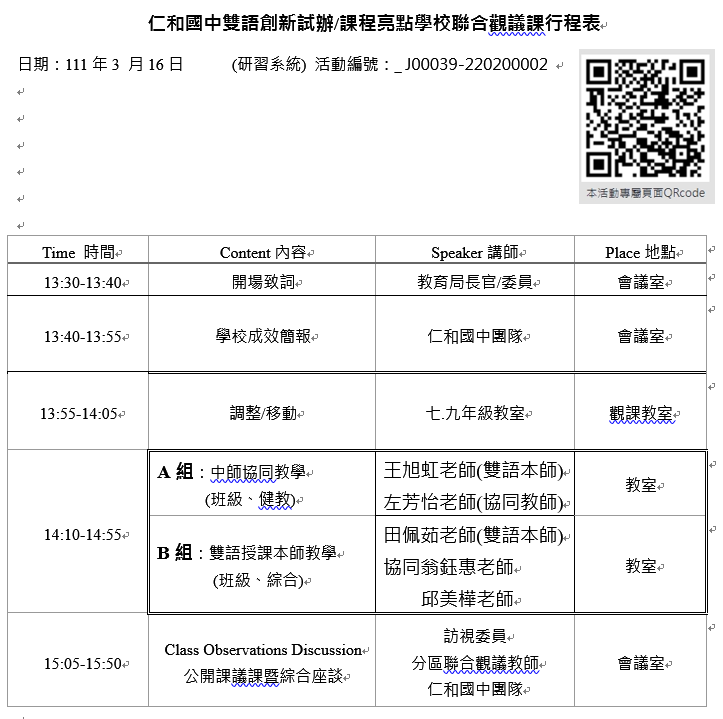 仁和國中雙語創新試辦/課程亮點學校聯合觀議課行程表
日期：111 年 3 月 16 日 (研習系統) 活動編號：_ J00039-220200002
本活動專屬頁面QRcode
Time 時間 Content 內容 Speaker 講師 Place 地點
13:30-13:40 開場致詞 教育局長官/委員 會議室
13:40-13:55 學校成效簡報 仁和國中團隊 會議室
13:55-14:05 調整/移動 七.九年級教室 觀課教室
14:10-14:55
A 組：中師協同教學
(班級、健教)
王旭虹老師(雙語本師)
左芳怡老師(協同教師)
教室
B 組：雙語授課本師教學
(班級、綜合)
田佩茹老師(雙語本師)
協同翁鈺惠老師
邱美樺老師
教室
15:05-15:50
Class Observations Discussion
公開課議課暨綜合座談
訪視委員
分區聯合觀議教師
仁和國中團隊
會議室